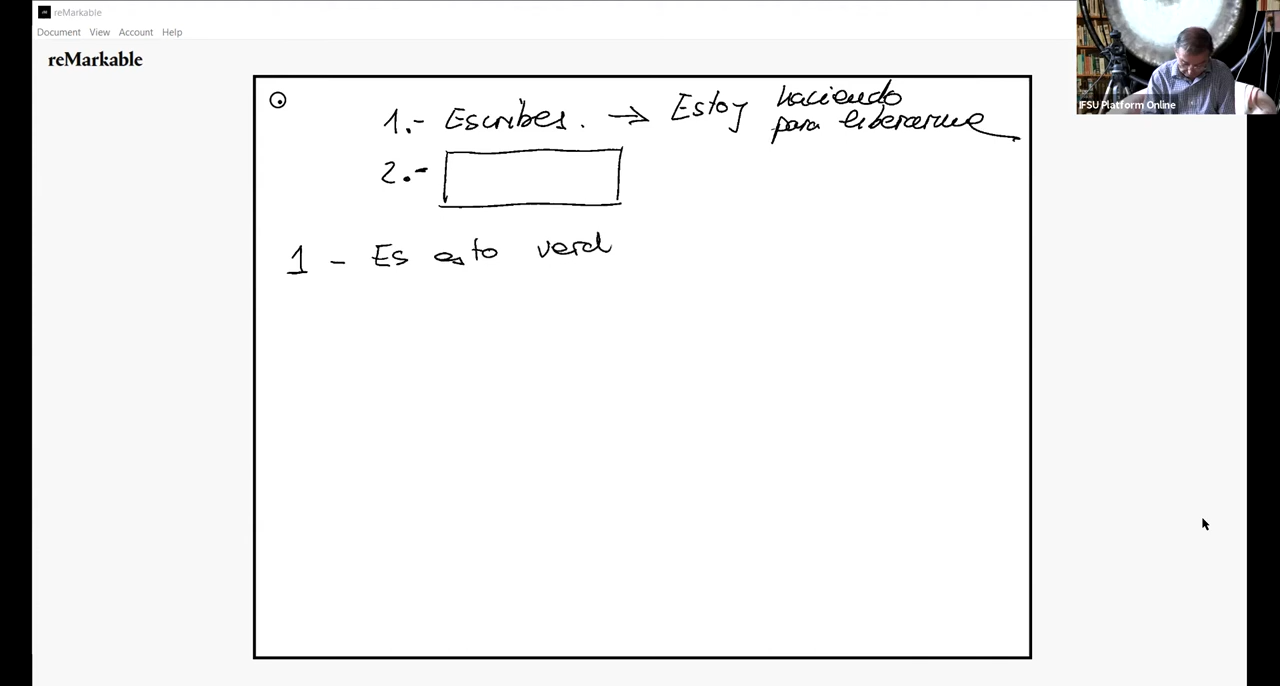 reMarkable
Document View Account Help
reMarkable
IFSU Platform Online
1.- Escribes. → Estoy haciendo
para liberarme
2.-
1 - Es esto verd